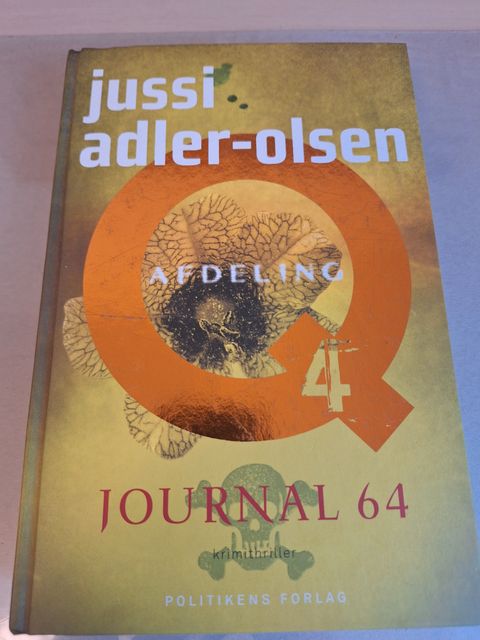 jussi
adler-olsen
Q
AFDELING
4
JOURNAL 64
krimithriller
POLITIKENS FORLAG